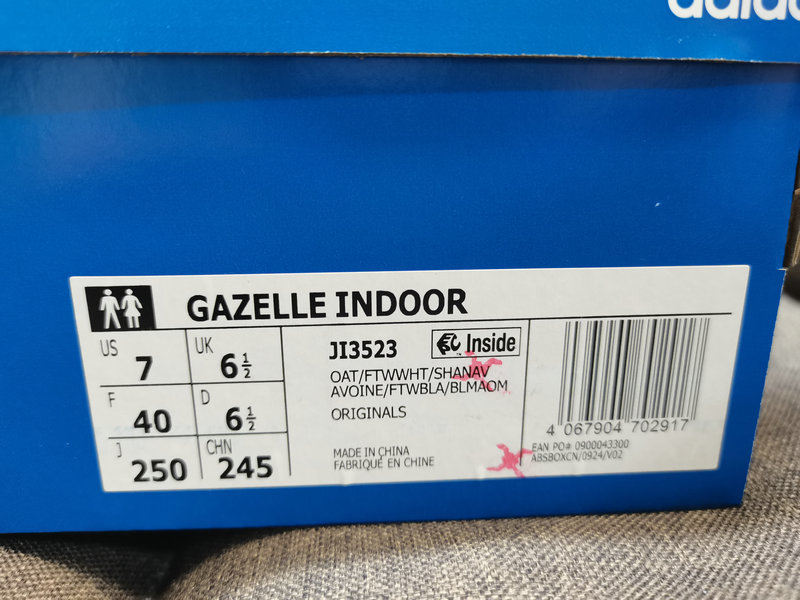 adidas
GAZELLE INDOOR
US 7 UK 6 1/2
F 40 D 6 1/2
J 250 CHN 245
JI3523 Inside
OAT/FTWWHT/SHANAV
AVOINE/FTWBLA/BLMAOM
ORIGINALS
MADE IN CHINA
FABRIQUÉ EN CHINE
4 067904 702917
EAN PO# 0900043300
ABSBOXCN/0924/V02